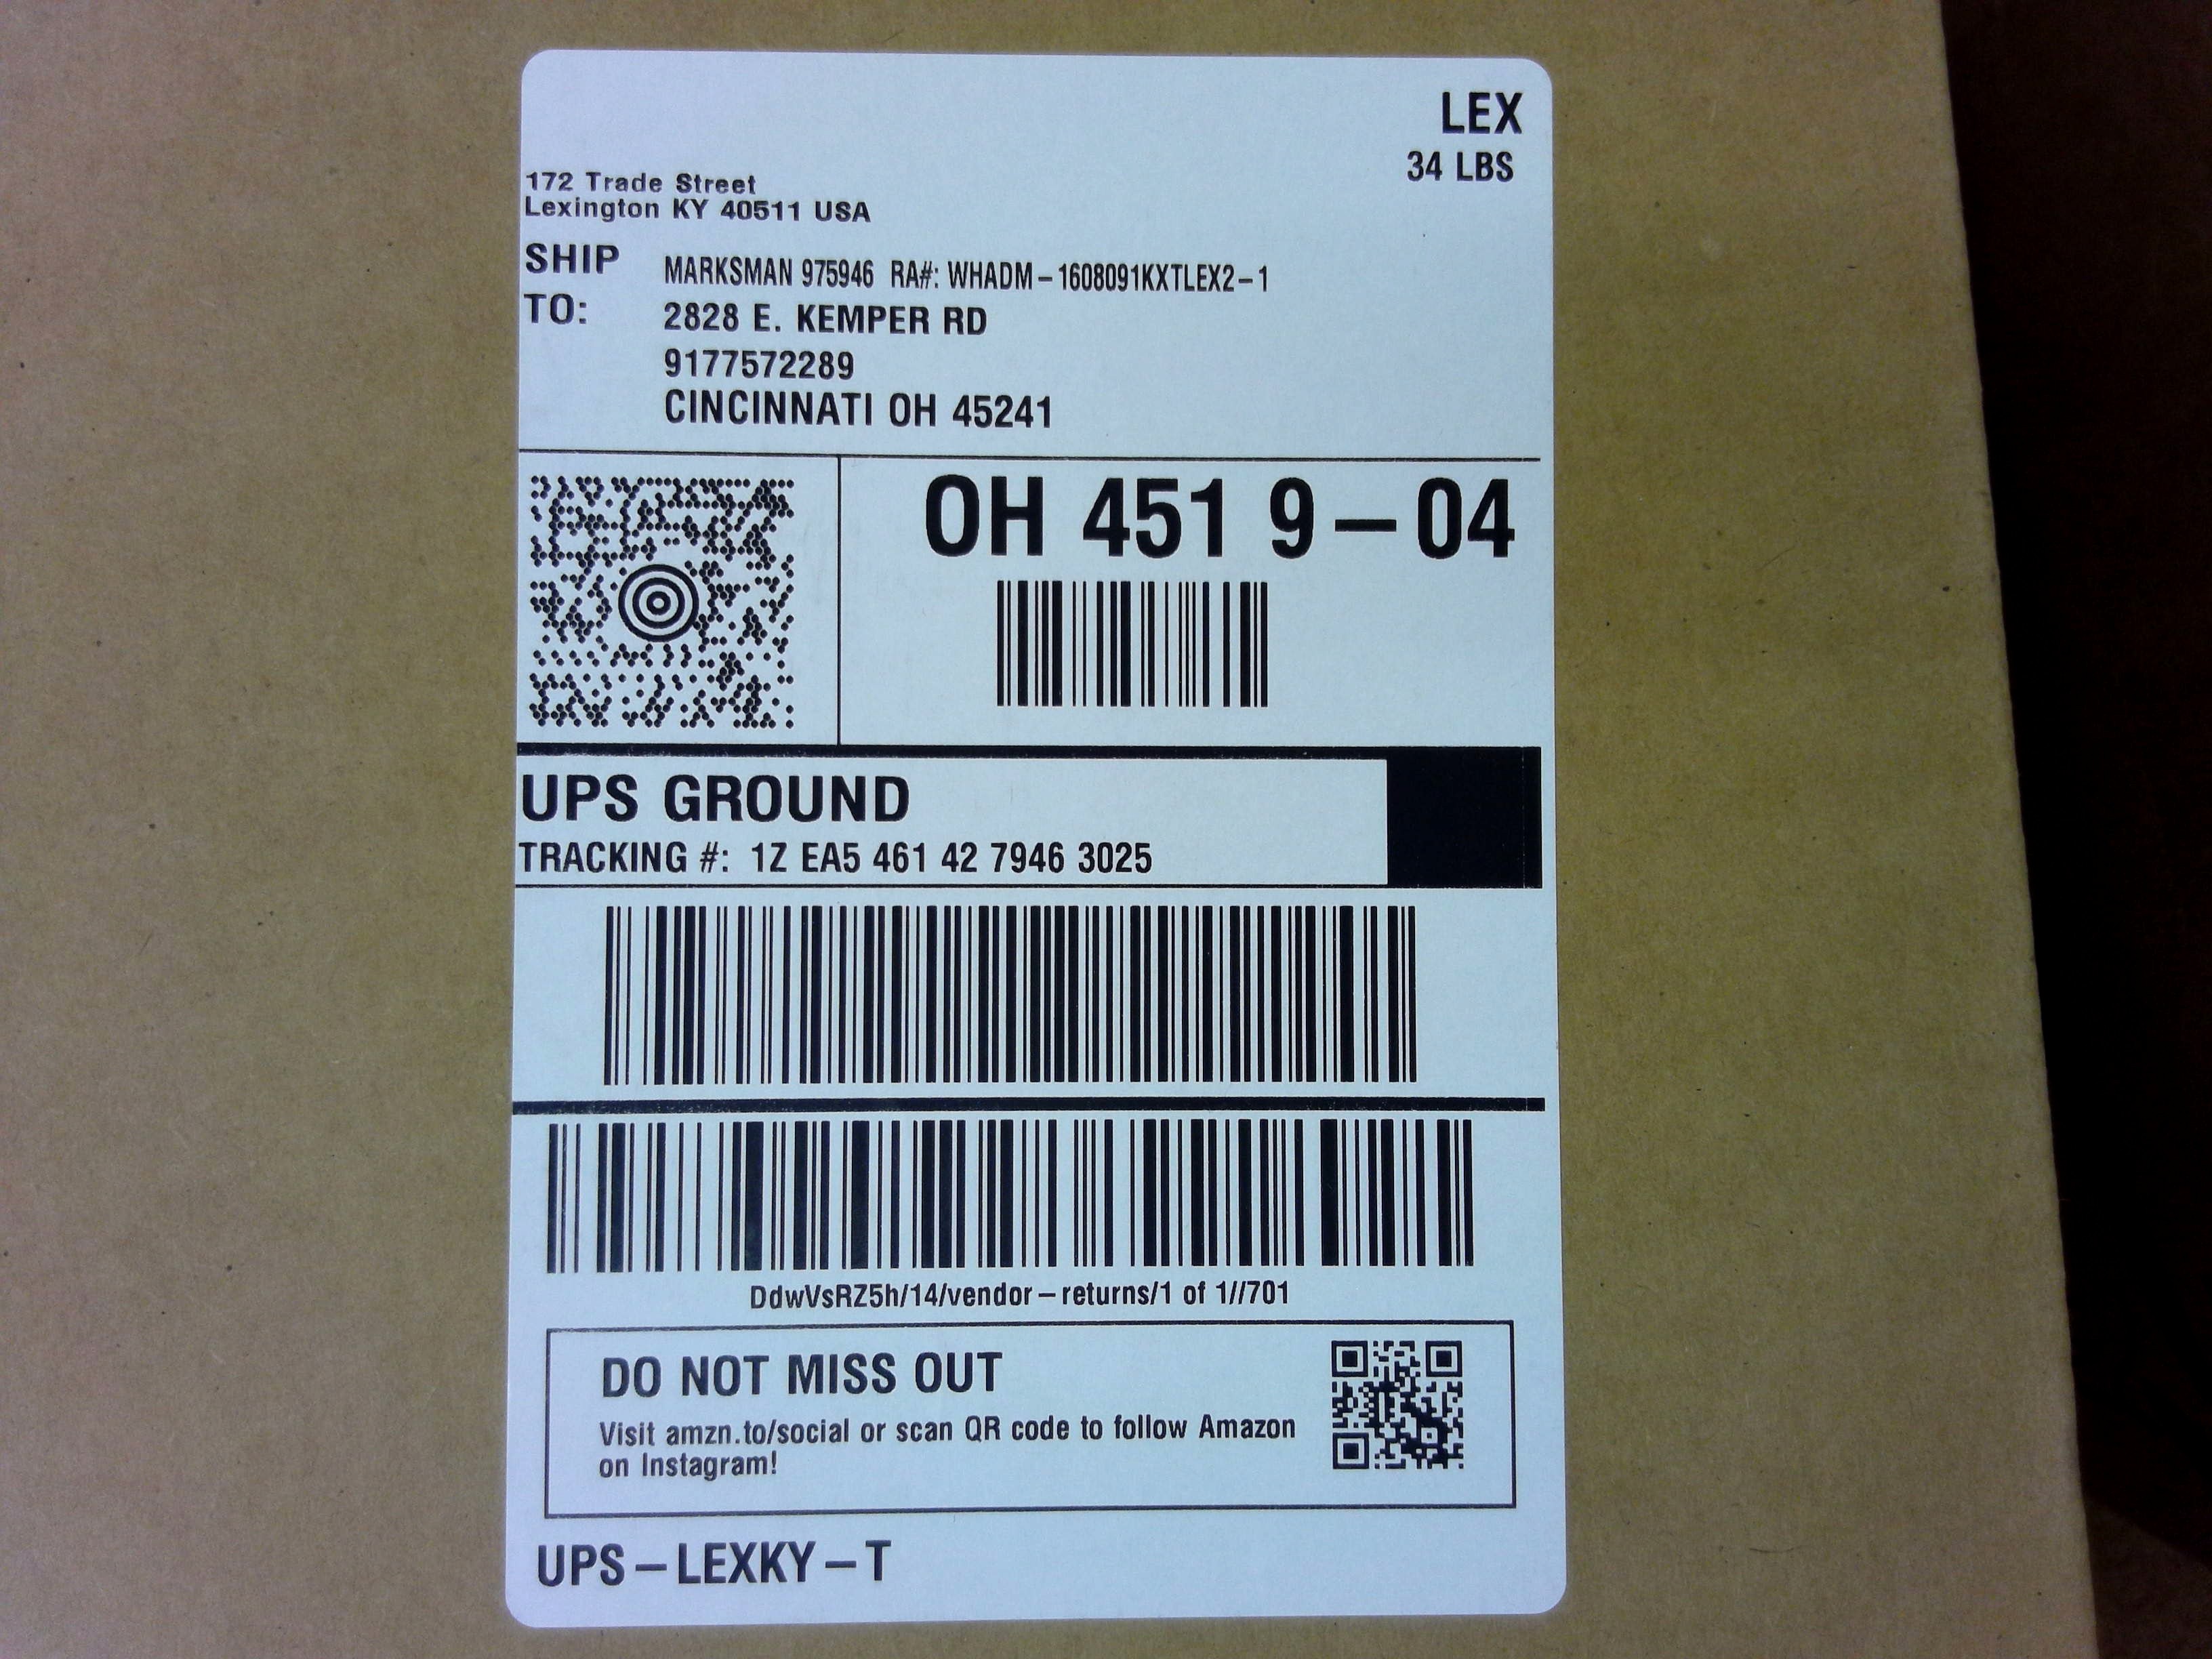 LEX
34 LBS
172 Trade Street
Lexington KY 40511 USA
SHIP
TO:
MARKSMAN 975946 RA#: WHADM-1608091KXTLEX2-1
2828 E. KEMPER RD
9177572289
CINCINNATI OH 45241
OH 451 9-04
UPS GROUND
TRACKING #: 1Z EA5 461 42 7946 3025
DdwVsRZ5h/14/vendor-returns/1 of 1//701
DO NOT MISS OUT
Visit amzn.to/social or scan QR code to follow Amazon
on Instagram!
UPS-LEXKY-T